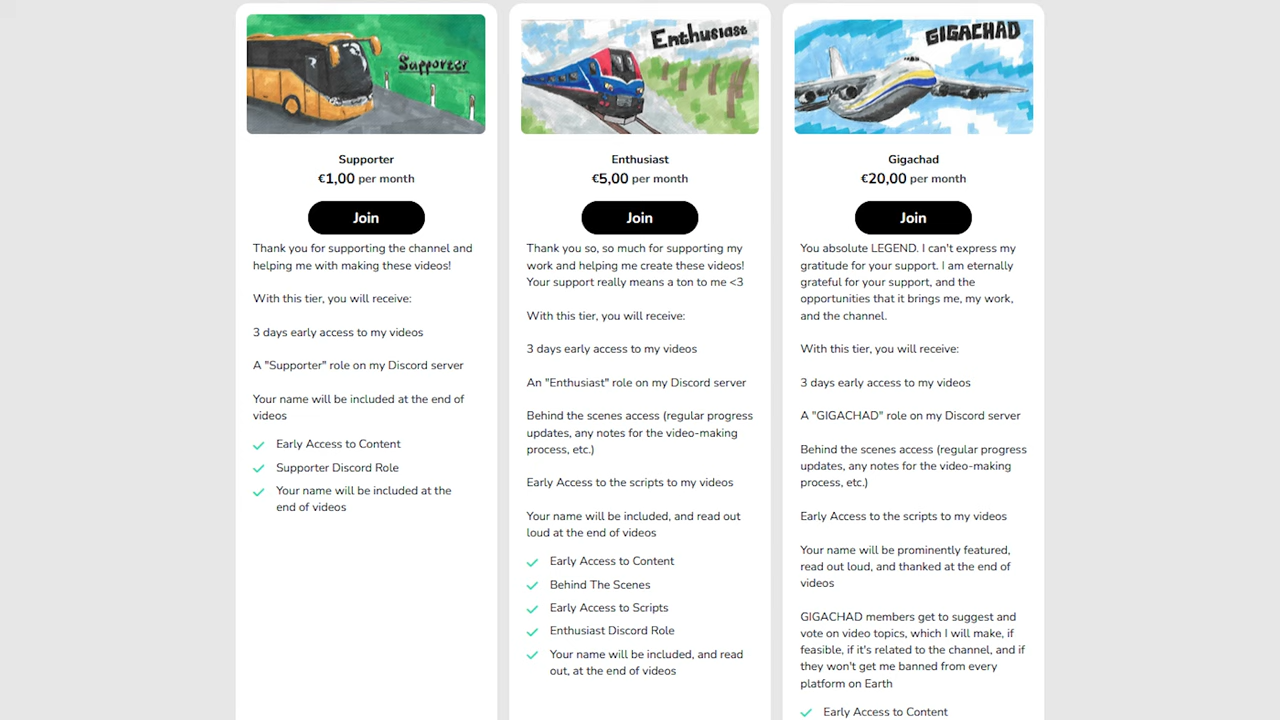 Supporter
Supporter
€1,00 per month
Join
Thank you for supporting the channel and
helping me with making these videos!
With this tier, you will receive:
3 days early access to my videos
A "Supporter" role on my Discord server
Your name will be included at the end of
videos
Early Access to Content
Supporter Discord Role
Your name will be included at the
end of videos
Enthusiast
Enthusiast
€5,00 per month
Join
Thank you so, so much for supporting my
work and helping me create these videos!
Your support really means a ton to me <3
With this tier, you will receive:
3 days early access to my videos
An "Enthusiast" role on my Discord server
Behind the scenes access (regular progress
updates, any notes for the video-making
process, etc.)
Early Access to the scripts to my videos
Your name will be included, and read out
loud at the end of videos
Early Access to Content
Behind The Scenes
Early Access to Scripts
Enthusiast Discord Role
Your name will be included, and read
out, at the end of videos
GIGACHAD
Gigachad
€20,00 per month
Join
You absolute LEGEND. I can't express my
gratitude for your support. I am eternally
grateful for your support, and the
opportunities that it brings me, my work,
and the channel.
With this tier, you will receive:
3 days early access to my videos
A "GIGACHAD" role on my Discord server
Behind the scenes access (regular progress
updates, any notes for the video-making
process, etc.)
Early Access to the scripts to my videos
Your name will be prominently featured,
read out loud, and thanked at the end of
videos
GIGACHAD members get to suggest and
vote on video topics, which I will make, if
feasible, if it's related to the channel, and if
they won't get me banned from every
platform on Earth
Early Access to Content